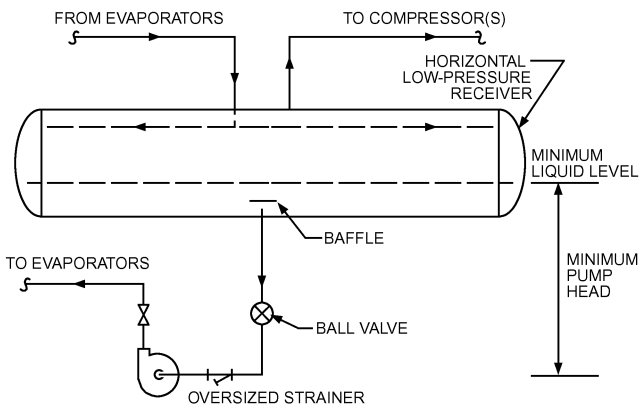 FROM EVAPORATORS
TO COMPRESSOR(S)
HORIZONTAL
LOW-PRESSURE
RECEIVER
MINIMUM
LIQUID LEVEL
BAFFLE
TO EVAPORATORS
MINIMUM
PUMP
HEAD
BALL VALVE
OVERSIZED STRAINER